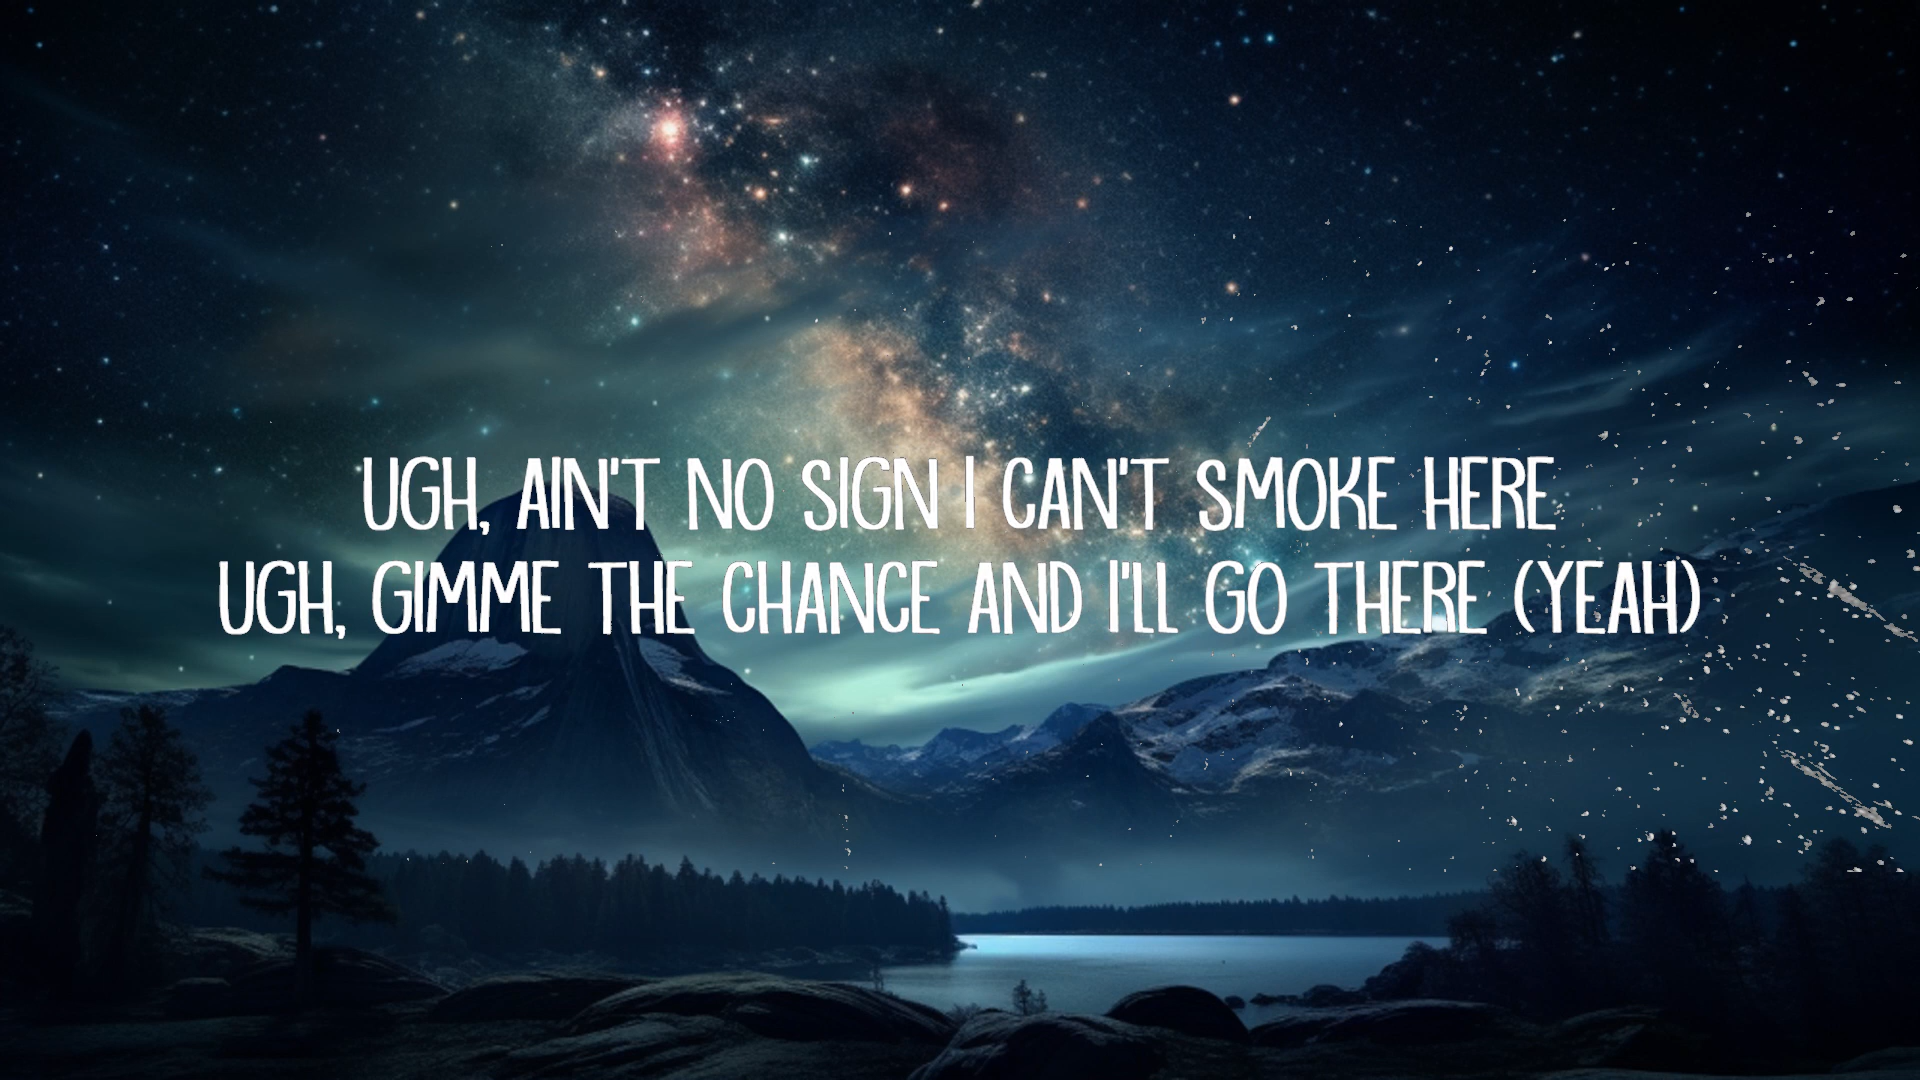 UGH, AIN'T NO SIGN I CAN'T SMOKE HERE
UGH, GIMME THE CHANCE AND I'LL GO THERE (YEAH)